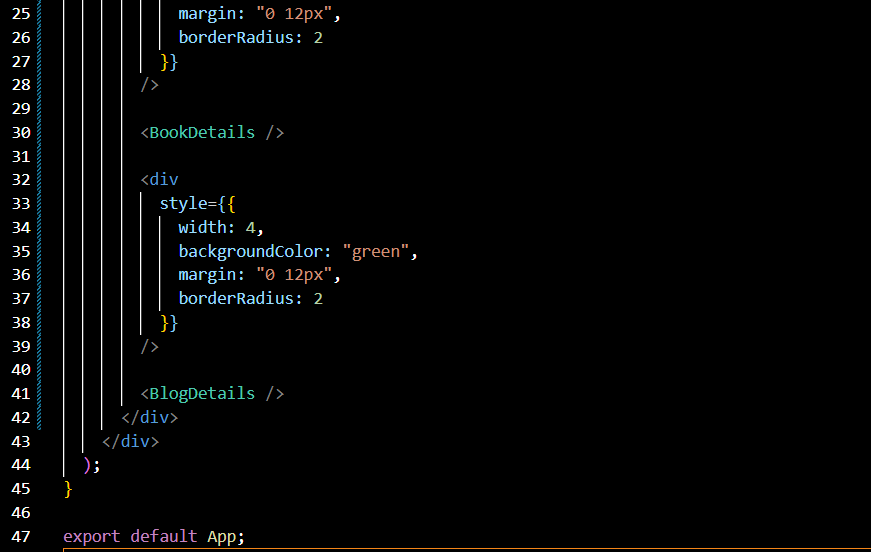 25 margin: "0 12px",
26 borderRadius: 2
27 }}
28 />
29
30 <BookDetails />
31
32 <div
33 style={{
34 width: 4,
35 backgroundColor: "green",
36 margin: "0 12px",
37 borderRadius: 2
38 }}
39 />
40
41 <BlogDetails />
42 </div>
43 </div>
44 );
45 }
46
47 export default App;